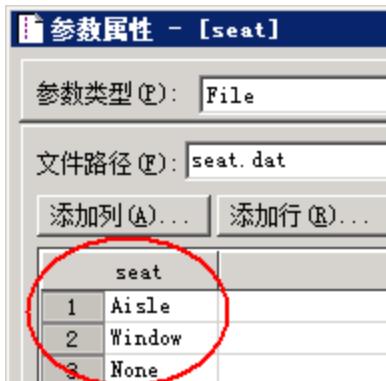 参数属性 - [seat]
参数类型(P): File
文件路径(F): seat.dat
添加列(A)... 添加行(R)...
seat
1 Aisle
2 Window
3 None